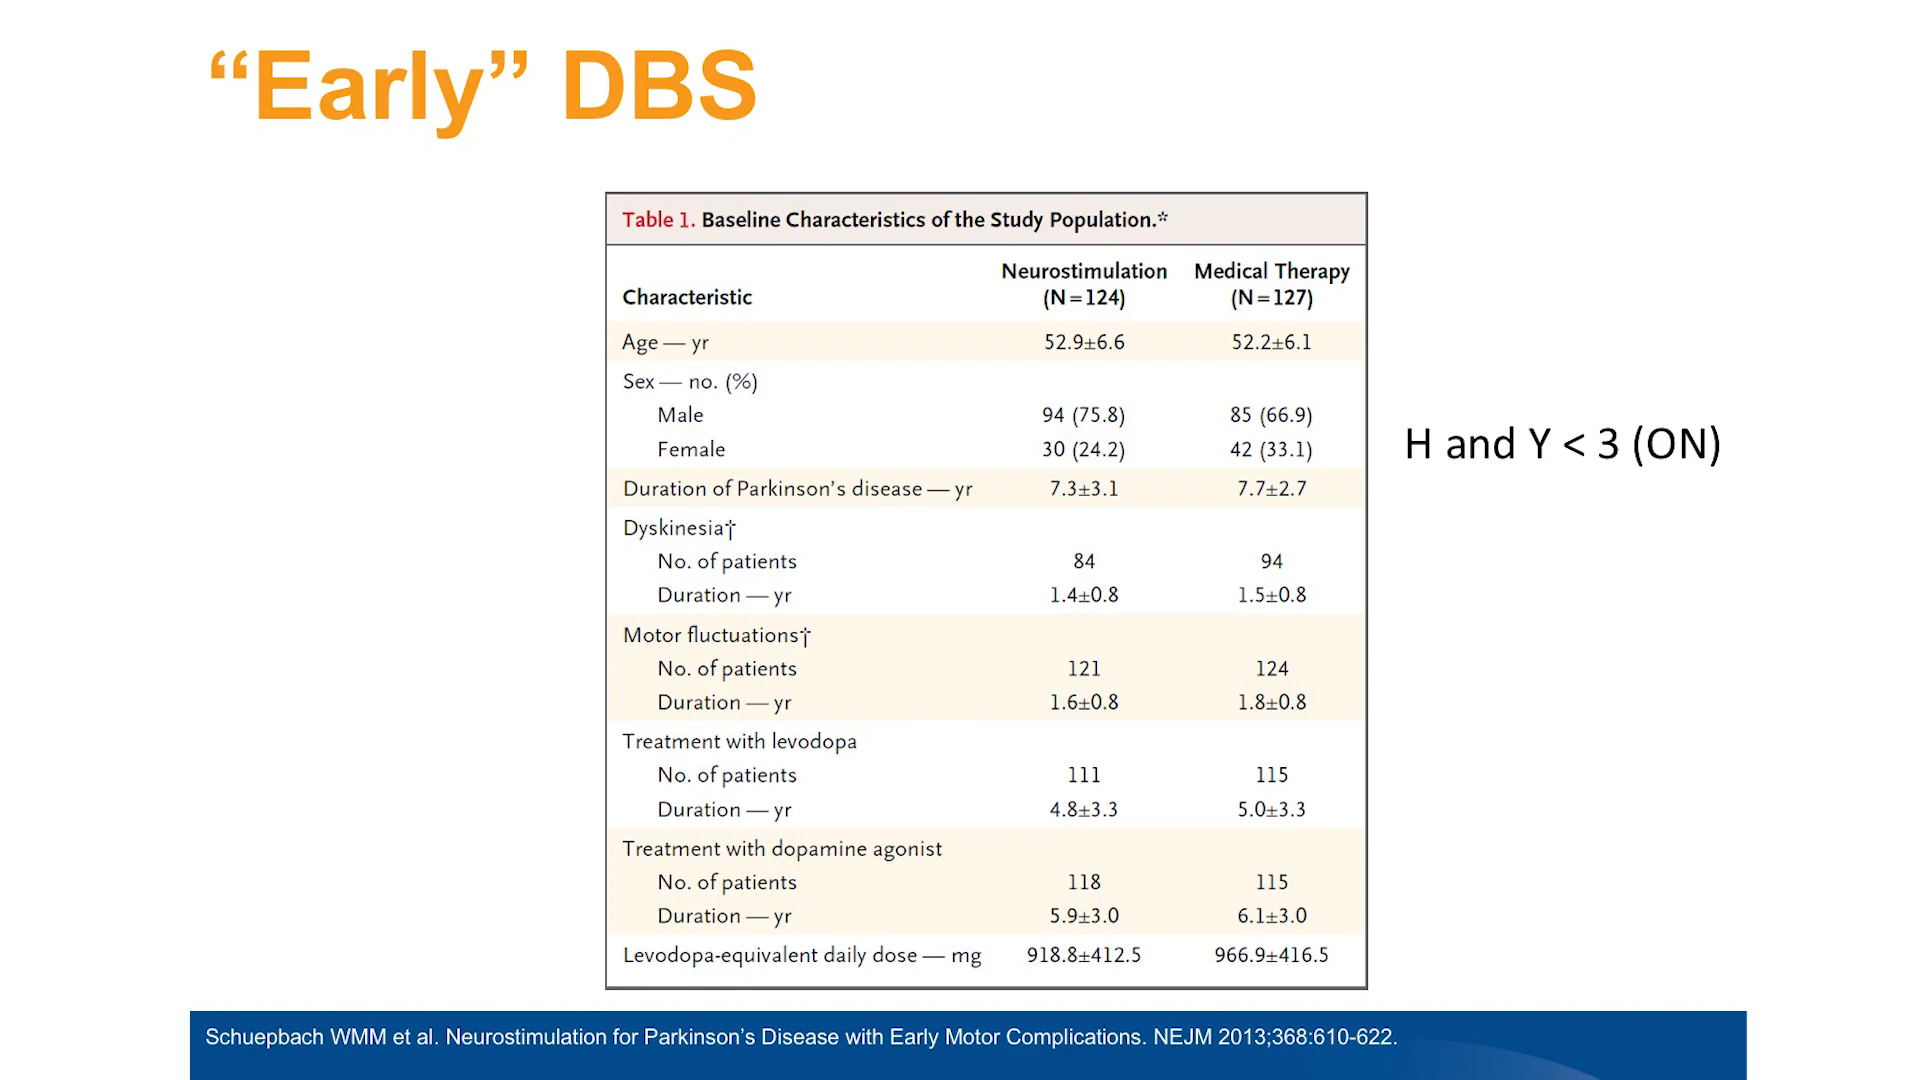 “Early” DBS
Table 1. Baseline Characteristics of the Study Population.*
Characteristic Neurostimulation (N=124) Medical Therapy (N=127)
Age — yr 52.9±6.6 52.2±6.1
Sex — no. (%)
Male 94 (75.8) 85 (66.9)
Female 30 (24.2) 42 (33.1)
Duration of Parkinson’s disease — yr 7.3±3.1 7.7±2.7
Dyskinesia†
No. of patients 84 94
Duration — yr 1.4±0.8 1.5±0.8
Motor fluctuations†
No. of patients 121 124
Duration — yr 1.6±0.8 1.8±0.8
Treatment with levodopa
No. of patients 111 115
Duration — yr 4.8±3.3 5.0±3.3
Treatment with dopamine agonist
No. of patients 118 115
Duration — yr 5.9±3.0 6.1±3.0
Levodopa-equivalent daily dose — mg 918.8±412.5 966.9±416.5
H and Y < 3 (ON)
Schuepbach WMM et al. Neurostimulation for Parkinson’s Disease with Early Motor Complications. NEJM 2013;368:610-622.